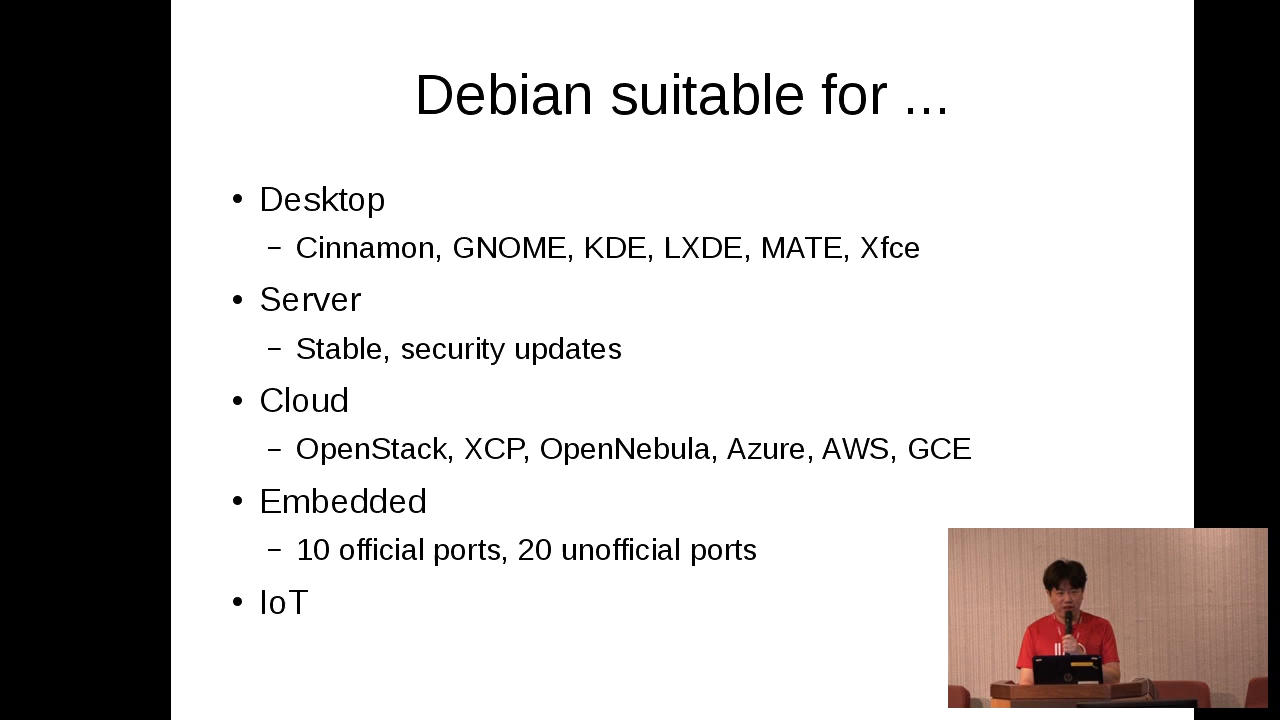 Debian suitable for ...
• Desktop
– Cinnamon, GNOME, KDE, LXDE, MATE, Xfce
• Server
– Stable, security updates
• Cloud
– OpenStack, XCP, OpenNebula, Azure, AWS, GCE
• Embedded
– 10 official ports, 20 unofficial ports
• IoT